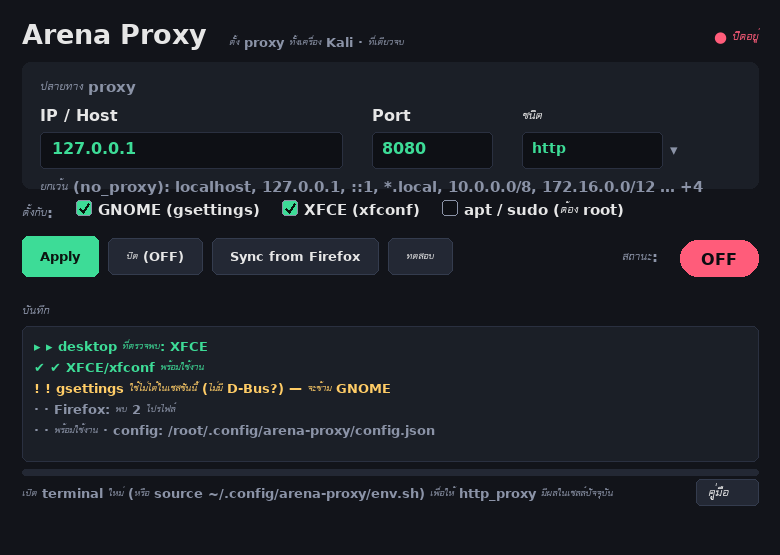 Arena Proxy ตั้ง proxy ทั้งเครื่อง Kali · ที่เดียวจบ ● ปิดอยู่
ปลายทาง proxy
IP / Host Port ชนิด
127.0.0.1 8080 http ▾
ยกเว้น (no_proxy): localhost, 127.0.0.1, ::1, *.local, 10.0.0.0/8, 172.16.0.0/12 … +4
ตั้งกับ: GNOME (gsettings) XFCE (xfconf) apt / sudo (ต้อง root)
Apply ปิด (OFF) Sync from Firefox ทดสอบ สถานะ: OFF
บันทึก
▸ ▸ desktop ที่ตรวจพบ: XFCE
✔ ✔ XFCE/xfconf พร้อมใช้งาน
! ! gsettings ใช้ไม่ได้ในเซสชันนี้ (ไม่มี D-Bus?) — จะข้าม GNOME
· · Firefox: พบ 2 โปรไฟล์
· · พร้อมใช้งาน · config: /root/.config/arena-proxy/config.json
เปิด terminal ใหม่ (หรือ source ~/.config/arena-proxy/env.sh) เพื่อให้ http_proxy มีผลในเชลล์ปัจจุบัน คู่มือ